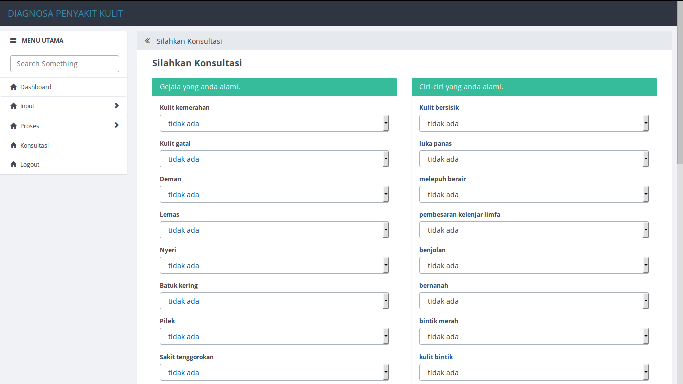 DIAGNOSA PENYAKIT KULIT
MENU UTAMA
Search Something
Dashboard
Input
Proses
Konsultasi
Logout
Silahkan Konsultasi
Silahkan Konsultasi
Gejala yang anda alami.
Kulit kemerahan
tidak ada
Kulit gatal
tidak ada
Deman
tidak ada
Lemas
tidak ada
Nyeri
tidak ada
Batuk kering
tidak ada
Pilek
tidak ada
Sakit tenggorokan
tidak ada
Ciri-ciri yang anda alami.
Kulit bersisik
tidak ada
luka panas
tidak ada
melepuh berair
tidak ada
pembesaran kelenjar limfa
tidak ada
benjolan
tidak ada
bernanah
tidak ada
bintik merah
tidak ada
kulit bintik
tidak ada